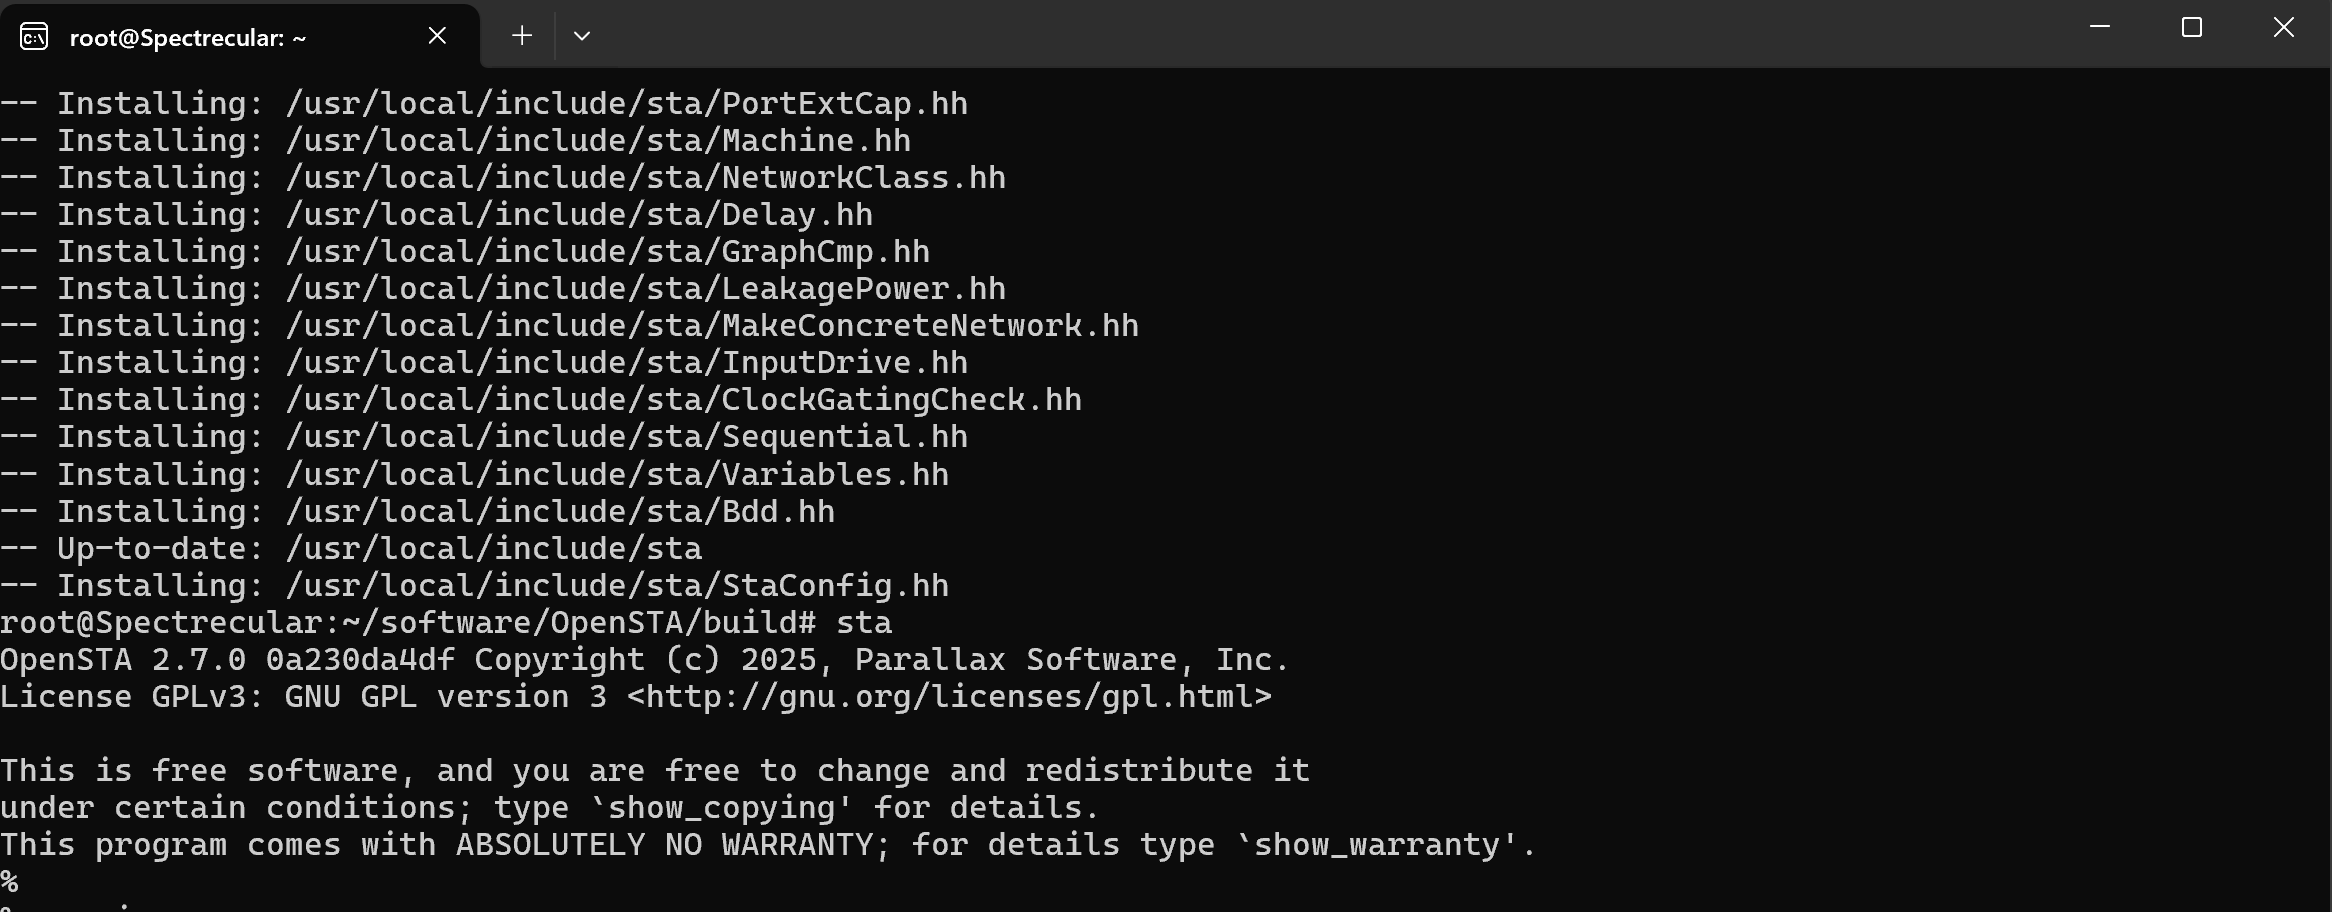 root@Spectrecular: ~
-- Installing: /usr/local/include/sta/PortExtCap.hh
-- Installing: /usr/local/include/sta/Machine.hh
-- Installing: /usr/local/include/sta/NetworkClass.hh
-- Installing: /usr/local/include/sta/Delay.hh
-- Installing: /usr/local/include/sta/GraphCmp.hh
-- Installing: /usr/local/include/sta/LeakagePower.hh
-- Installing: /usr/local/include/sta/MakeConcreteNetwork.hh
-- Installing: /usr/local/include/sta/InputDrive.hh
-- Installing: /usr/local/include/sta/ClockGatingCheck.hh
-- Installing: /usr/local/include/sta/Sequential.hh
-- Installing: /usr/local/include/sta/Variables.hh
-- Installing: /usr/local/include/sta/Bdd.hh
-- Up-to-date: /usr/local/include/sta
-- Installing: /usr/local/include/sta/StaConfig.hh
root@Spectrecular:~/software/OpenSTA/build# sta
OpenSTA 2.7.0 0a230da4df Copyright (c) 2025, Parallax Software, Inc.
License GPLv3: GNU GPL version 3 <http://gnu.org/licenses/gpl.html>
This is free software, and you are free to change and redistribute it
under certain conditions; type `show_copying' for details.
This program comes with ABSOLUTELY NO WARRANTY; for details type `show_warranty'.
%